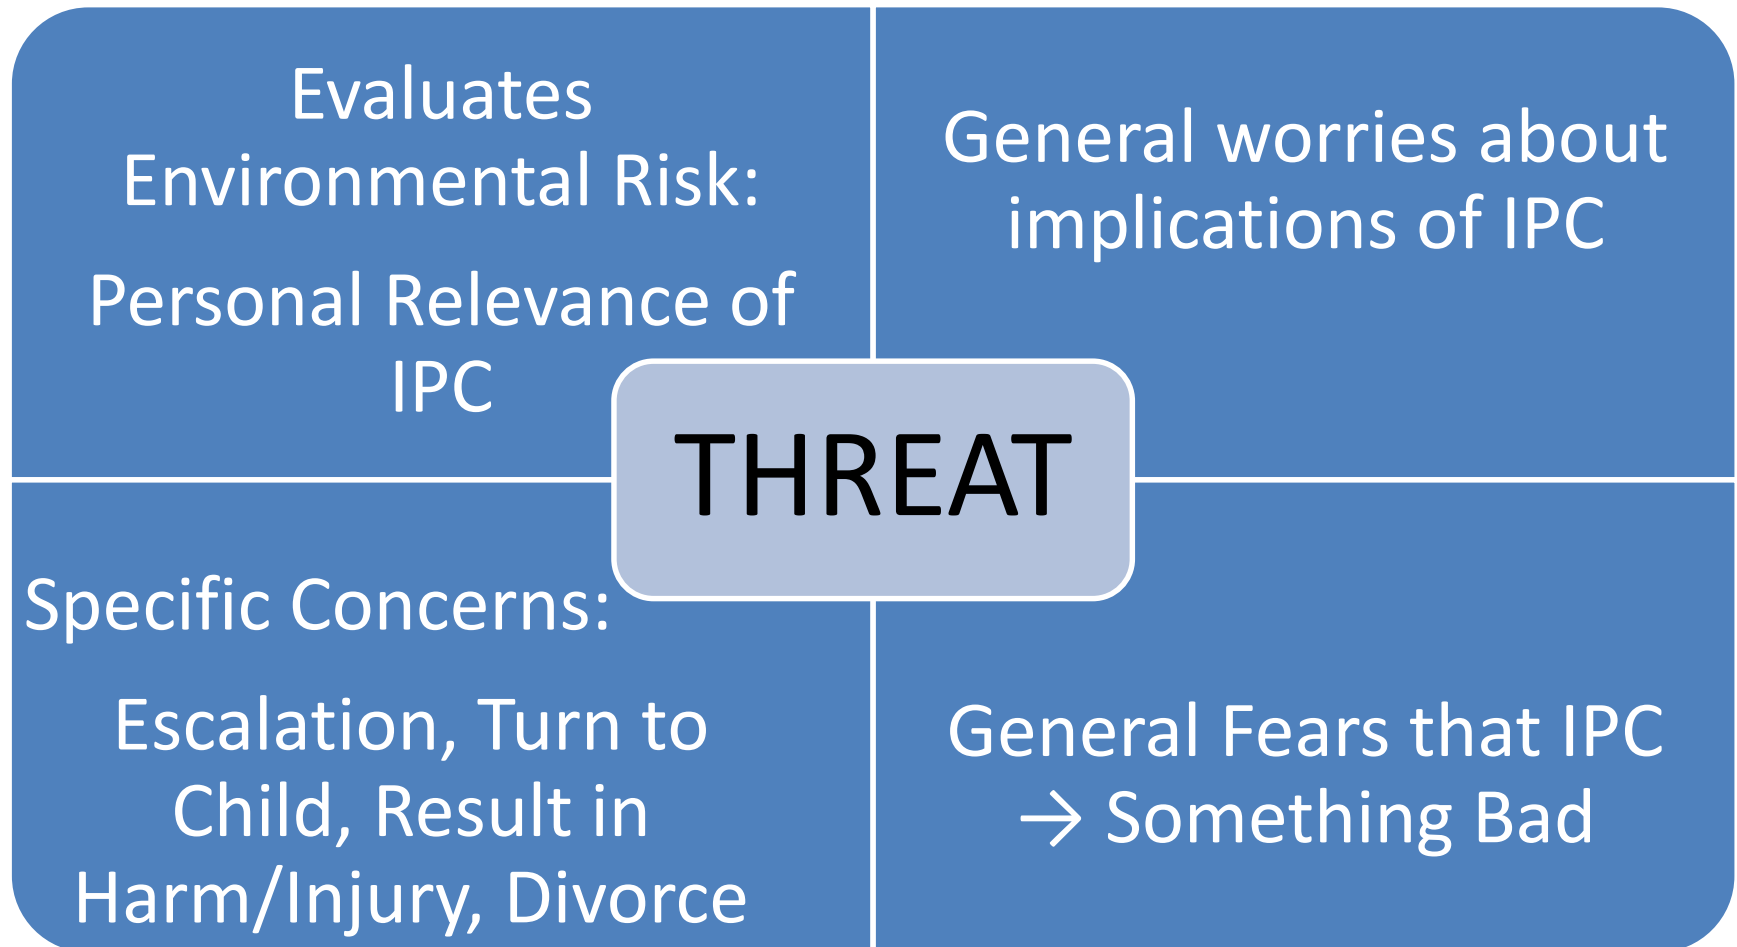 Evaluates
Environmental Risk:
Personal Relevance of
IPC
General worries about
implications of IPC
THREAT
Specific Concerns:
Escalation, Turn to
Child, Result in
Harm/Injury, Divorce
General Fears that IPC
→ Something Bad